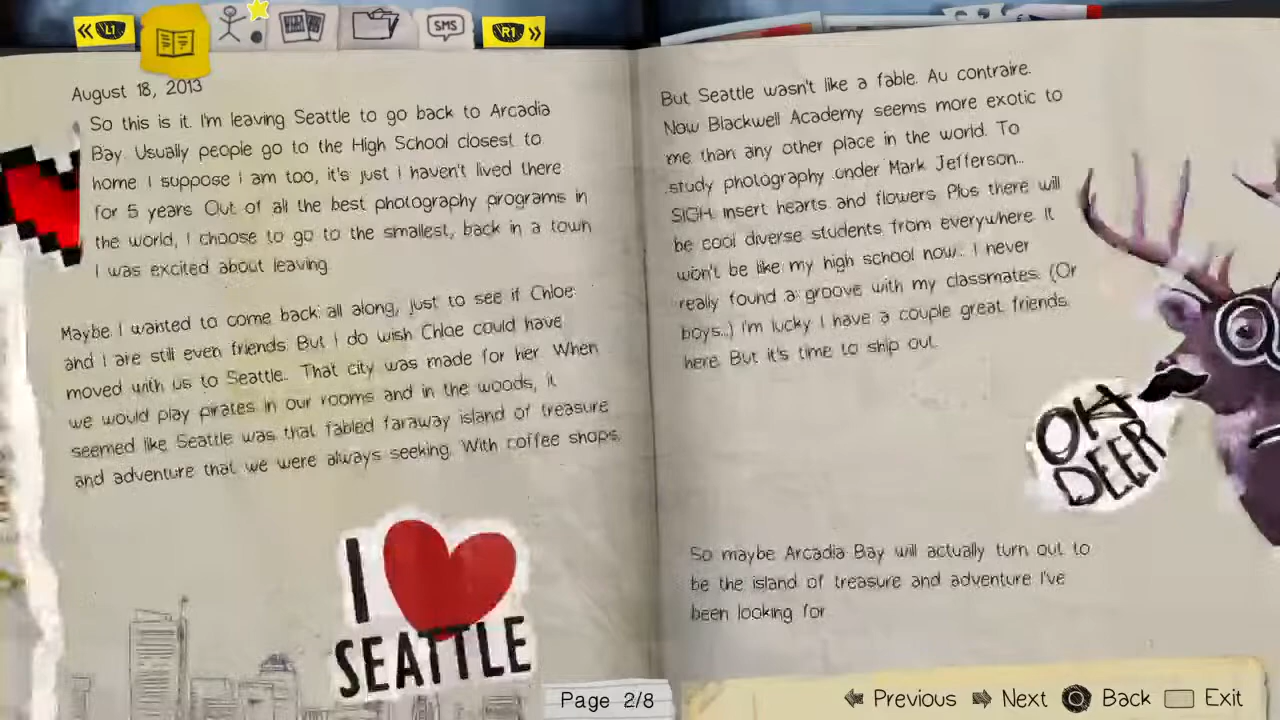 L1
SMS
R1
August 18, 2013
So this is it. I'm leaving Seattle to go back to Arcadia
Bay. Usually people go to the High School closest to
home I suppose I am too, it's just I haven't lived there
for 5 years Out of all the best photography programs in
the world, I choose to go to the smallest, back in a town
I was excited about leaving.
Maybe I wanted to come back all along, just to see if Chloe
and I are still even friends. But I do wish Chloe could have
moved with us to Seattle.. That city was made for her. When
we would play pirates in our rooms and in the woods, it
seemed like Seattle was that fabled faraway island of treasure
and adventure that we were always seeking. With coffee shops.
I
SEATTLE
But Seattle wasn't like a fable. Au contraire.
Now Blackwell Academy seems more exotic to
me than any other place in the world. To
study photography under Mark Jefferson...
SIGH. Insert hearts and flowers. Plus there will
be cool diverse students from everywhere. It
won't be like my high school now... I never
really found a groove with my classmates. (Or
boys...) I'm lucky I have a couple great friends
here. But it's time to ship out.
OH
DEER
So maybe Arcadia Bay will actually turn out to
be the island of treasure and adventure I've
been looking for
Page 2/8
Previous Next Back Exit